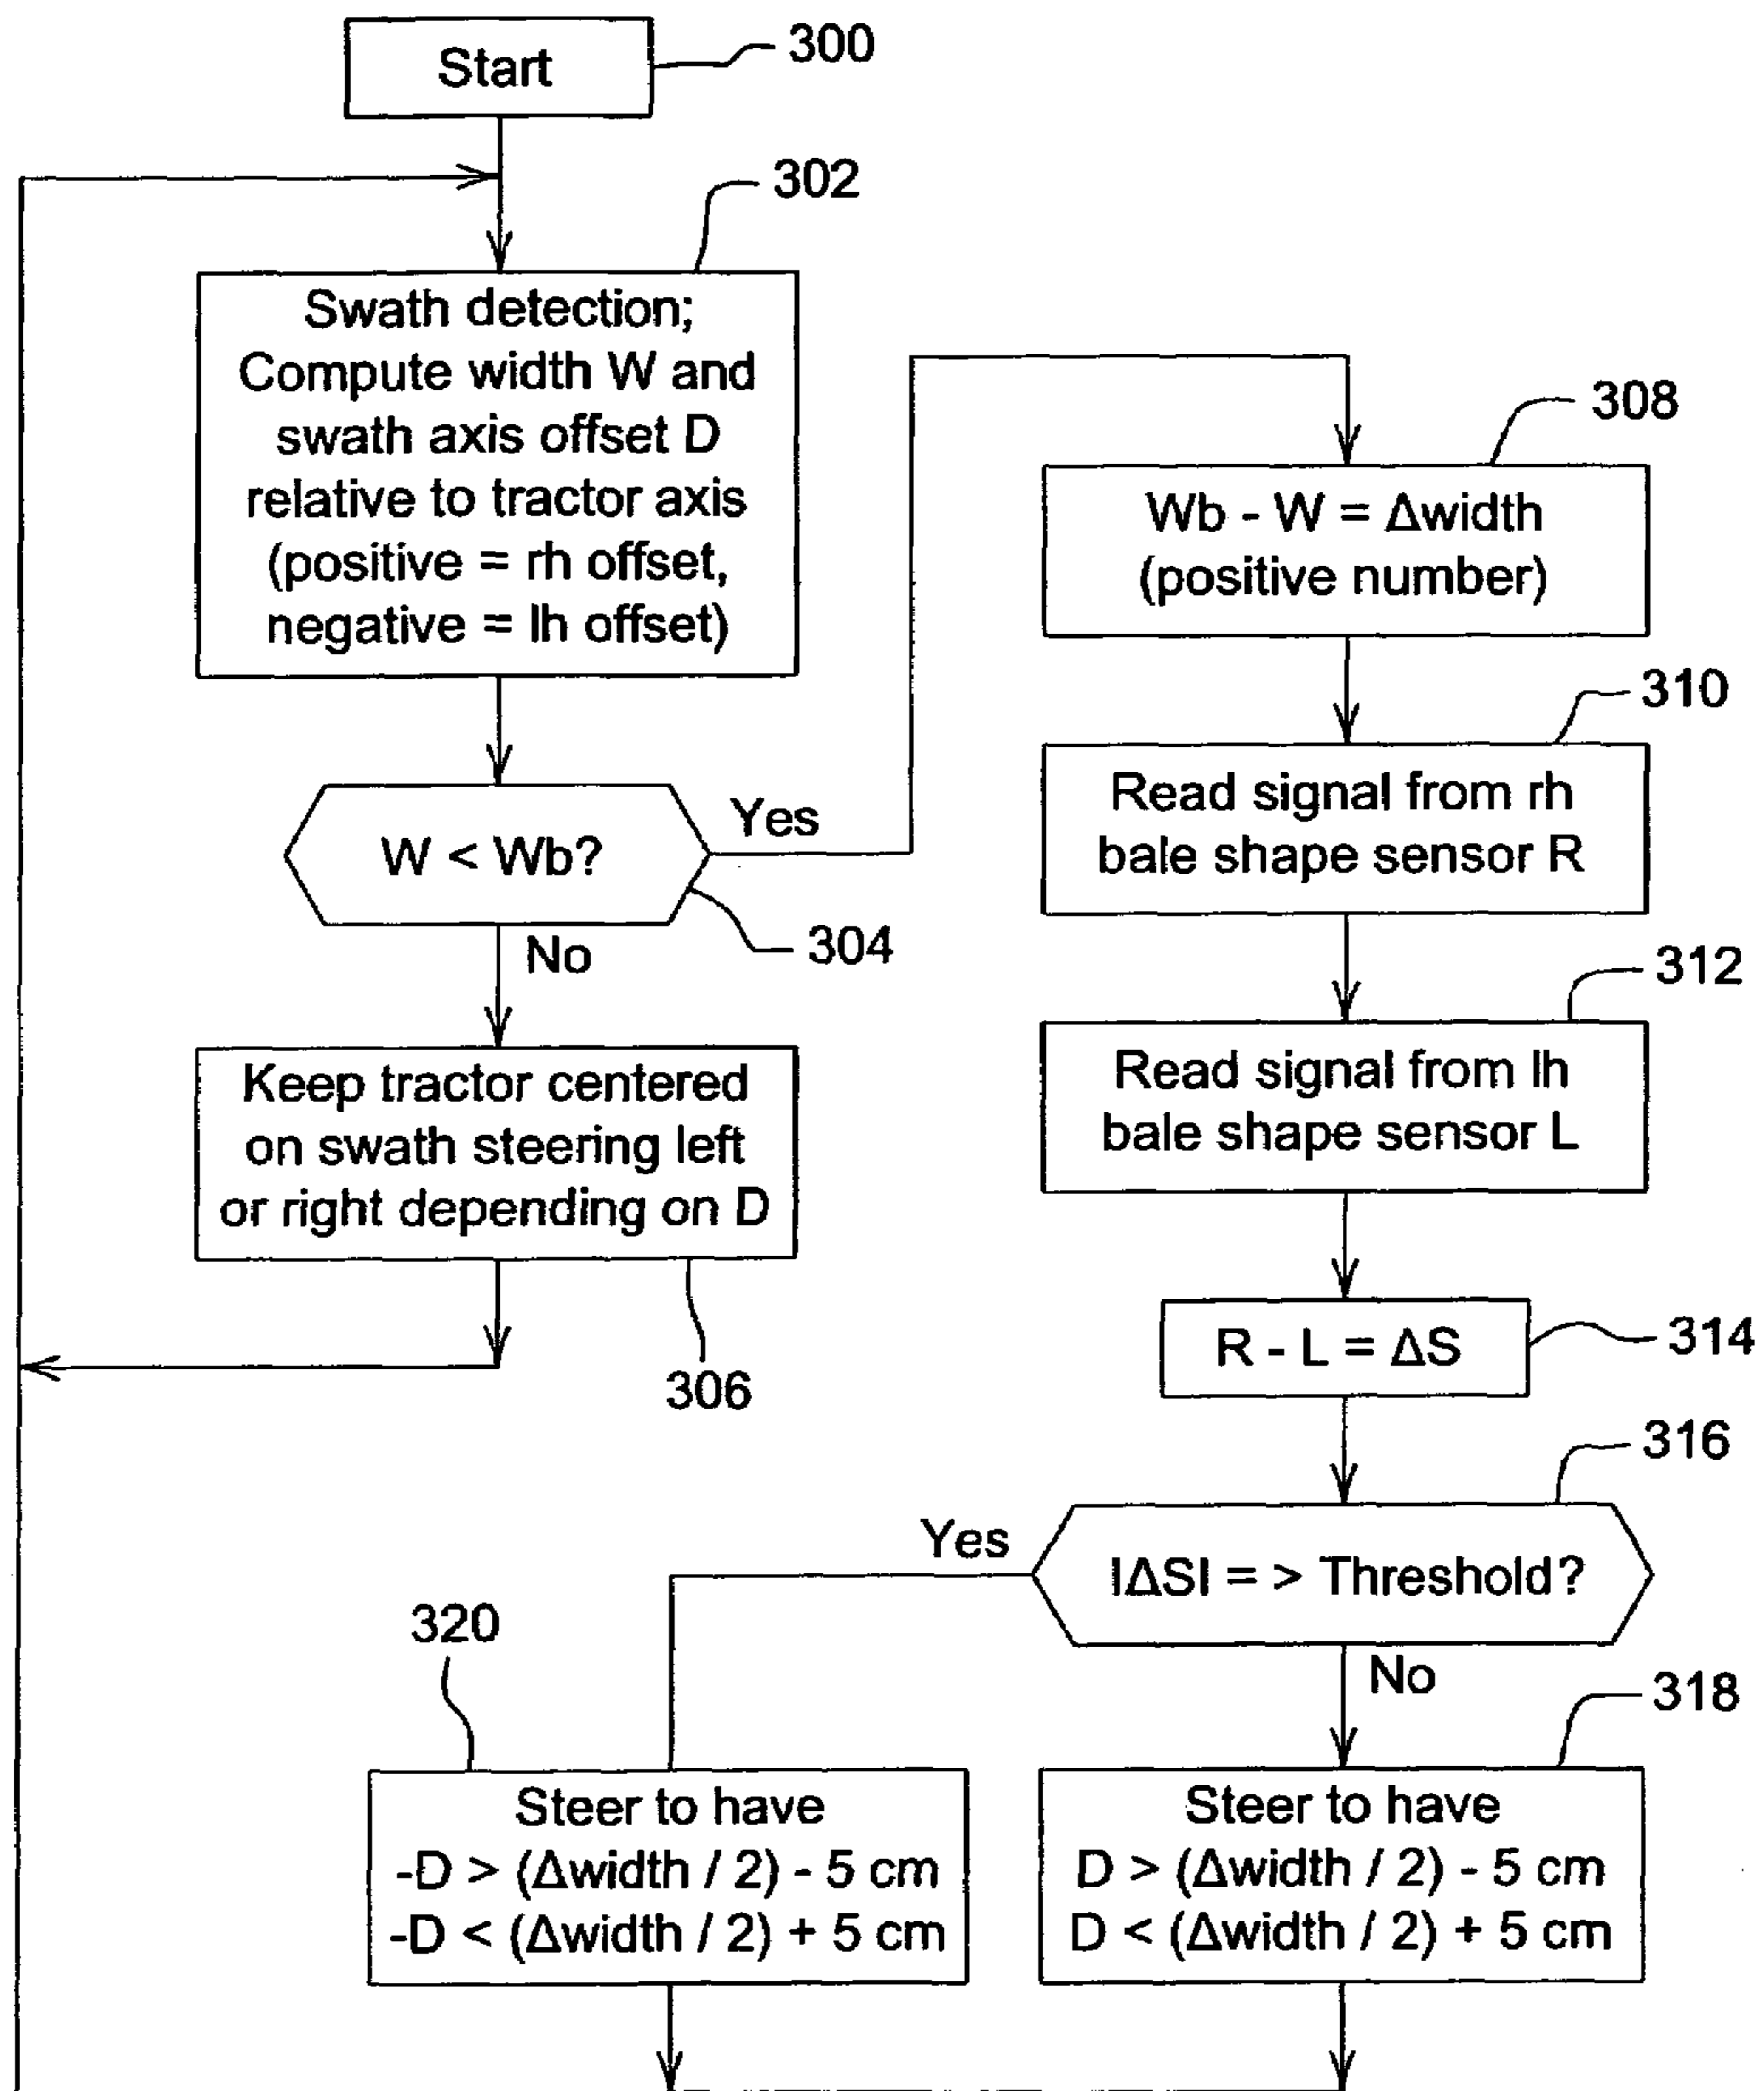 Start
300
302
Swath detection;
Compute width W and
swath axis offset D
relative to tractor axis
(positive = rh offset,
negative = lh offset)
W < Wb?
Yes
304
No
Keep tractor centered
on swath steering left
or right depending on D
306
308
Wb - W = Δwidth
(positive number)
310
Read signal from rh
bale shape sensor R
312
Read signal from lh
bale shape sensor L
R - L = ΔS
314
316
IΔSI = > Threshold?
Yes
No
320
Steer to have
-D > (Δwidth / 2) - 5 cm
-D < (Δwidth / 2) + 5 cm
318
Steer to have
D > (Δwidth / 2) - 5 cm
D < (Δwidth / 2) + 5 cm